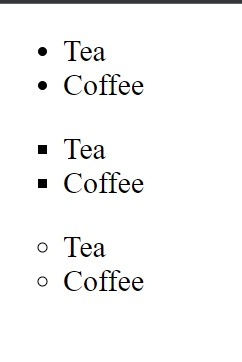 • Tea
• Coffee
▪ Tea
▪ Coffee
○ Tea
○ Coffee